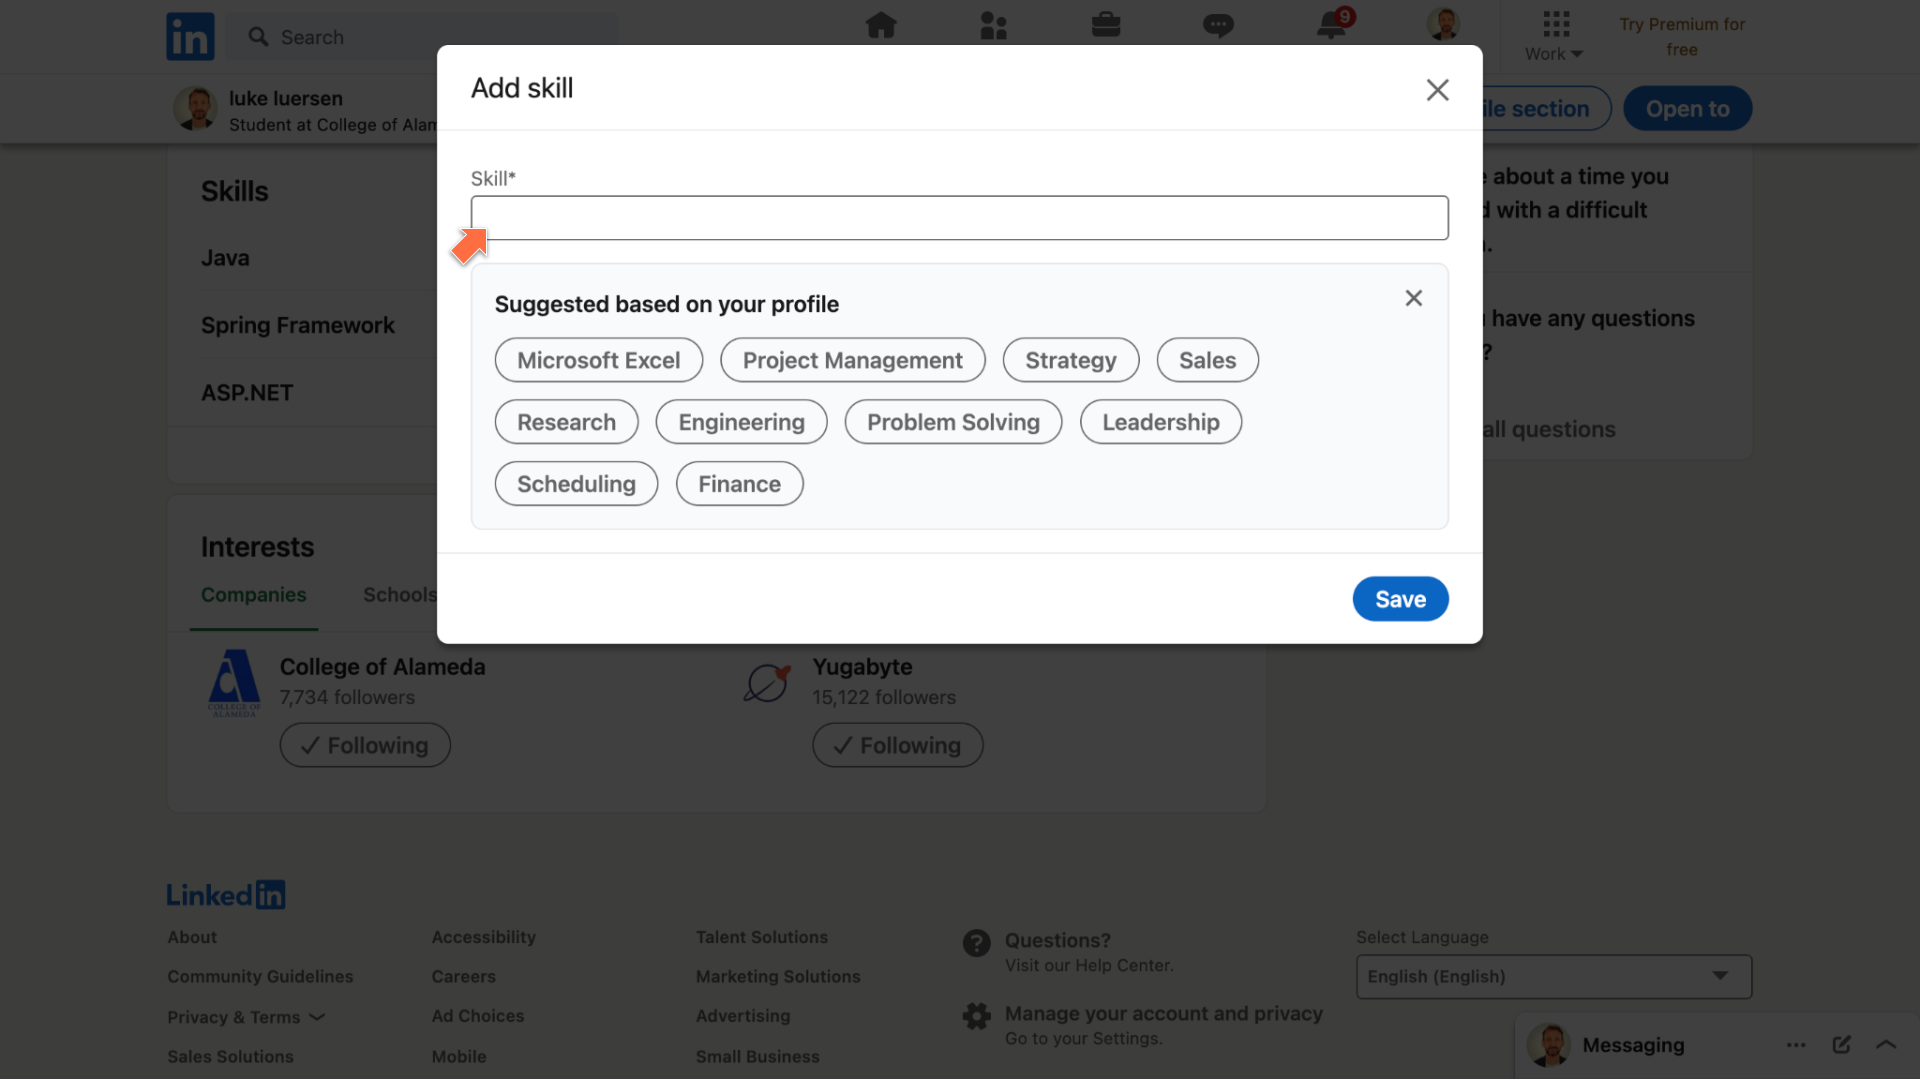 in
Search
9
Work
Try Premium for
free
luke luersen
Student at College of Alam
ile section
Open to
Add skill
Skill*
Suggested based on your profile
Microsoft Excel
Project Management
Strategy
Sales
Research
Engineering
Problem Solving
Leadership
Scheduling
Finance
Save
Skills
Java
Spring Framework
ASP.NET
about a time you
with a difficult
have any questions
?
all questions
Interests
Companies
Schools
College of Alameda
7,734 followers
Following
COLLEGE OF
ALAMEDA
Yugabyte
15,122 followers
Following
Linkedin
About
Accessibility
Talent Solutions
Community Guidelines
Careers
Marketing Solutions
Privacy & Terms
Ad Choices
Advertising
Sales Solutions
Mobile
Small Business
? Questions?
Visit our Help Center.
Manage your account and privacy
Go to your Settings.
Select Language
English (English)
Messaging